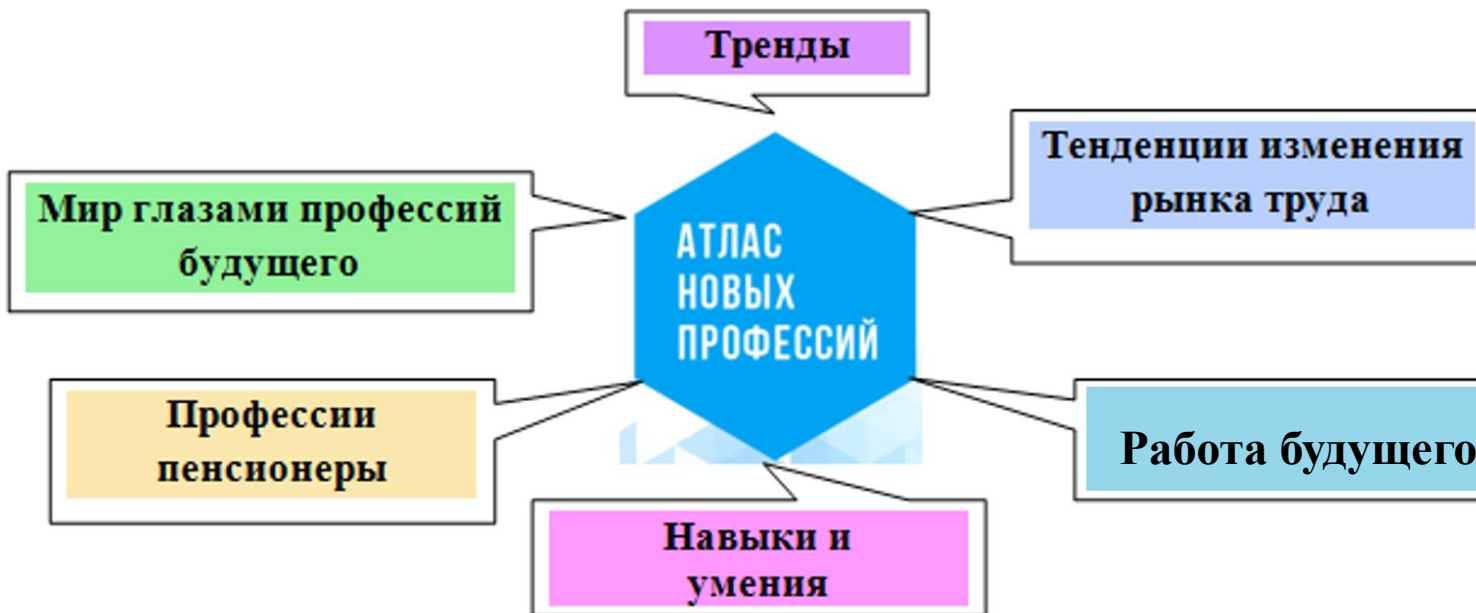 Тренды
Тенденции изменения
рынка труда
Мир глазами профессий
будущего
АТЛАС
НОВЫХ
ПРОФЕССИЙ
Профессии
пенсионеры
Работа будущего
Навыки и
умения